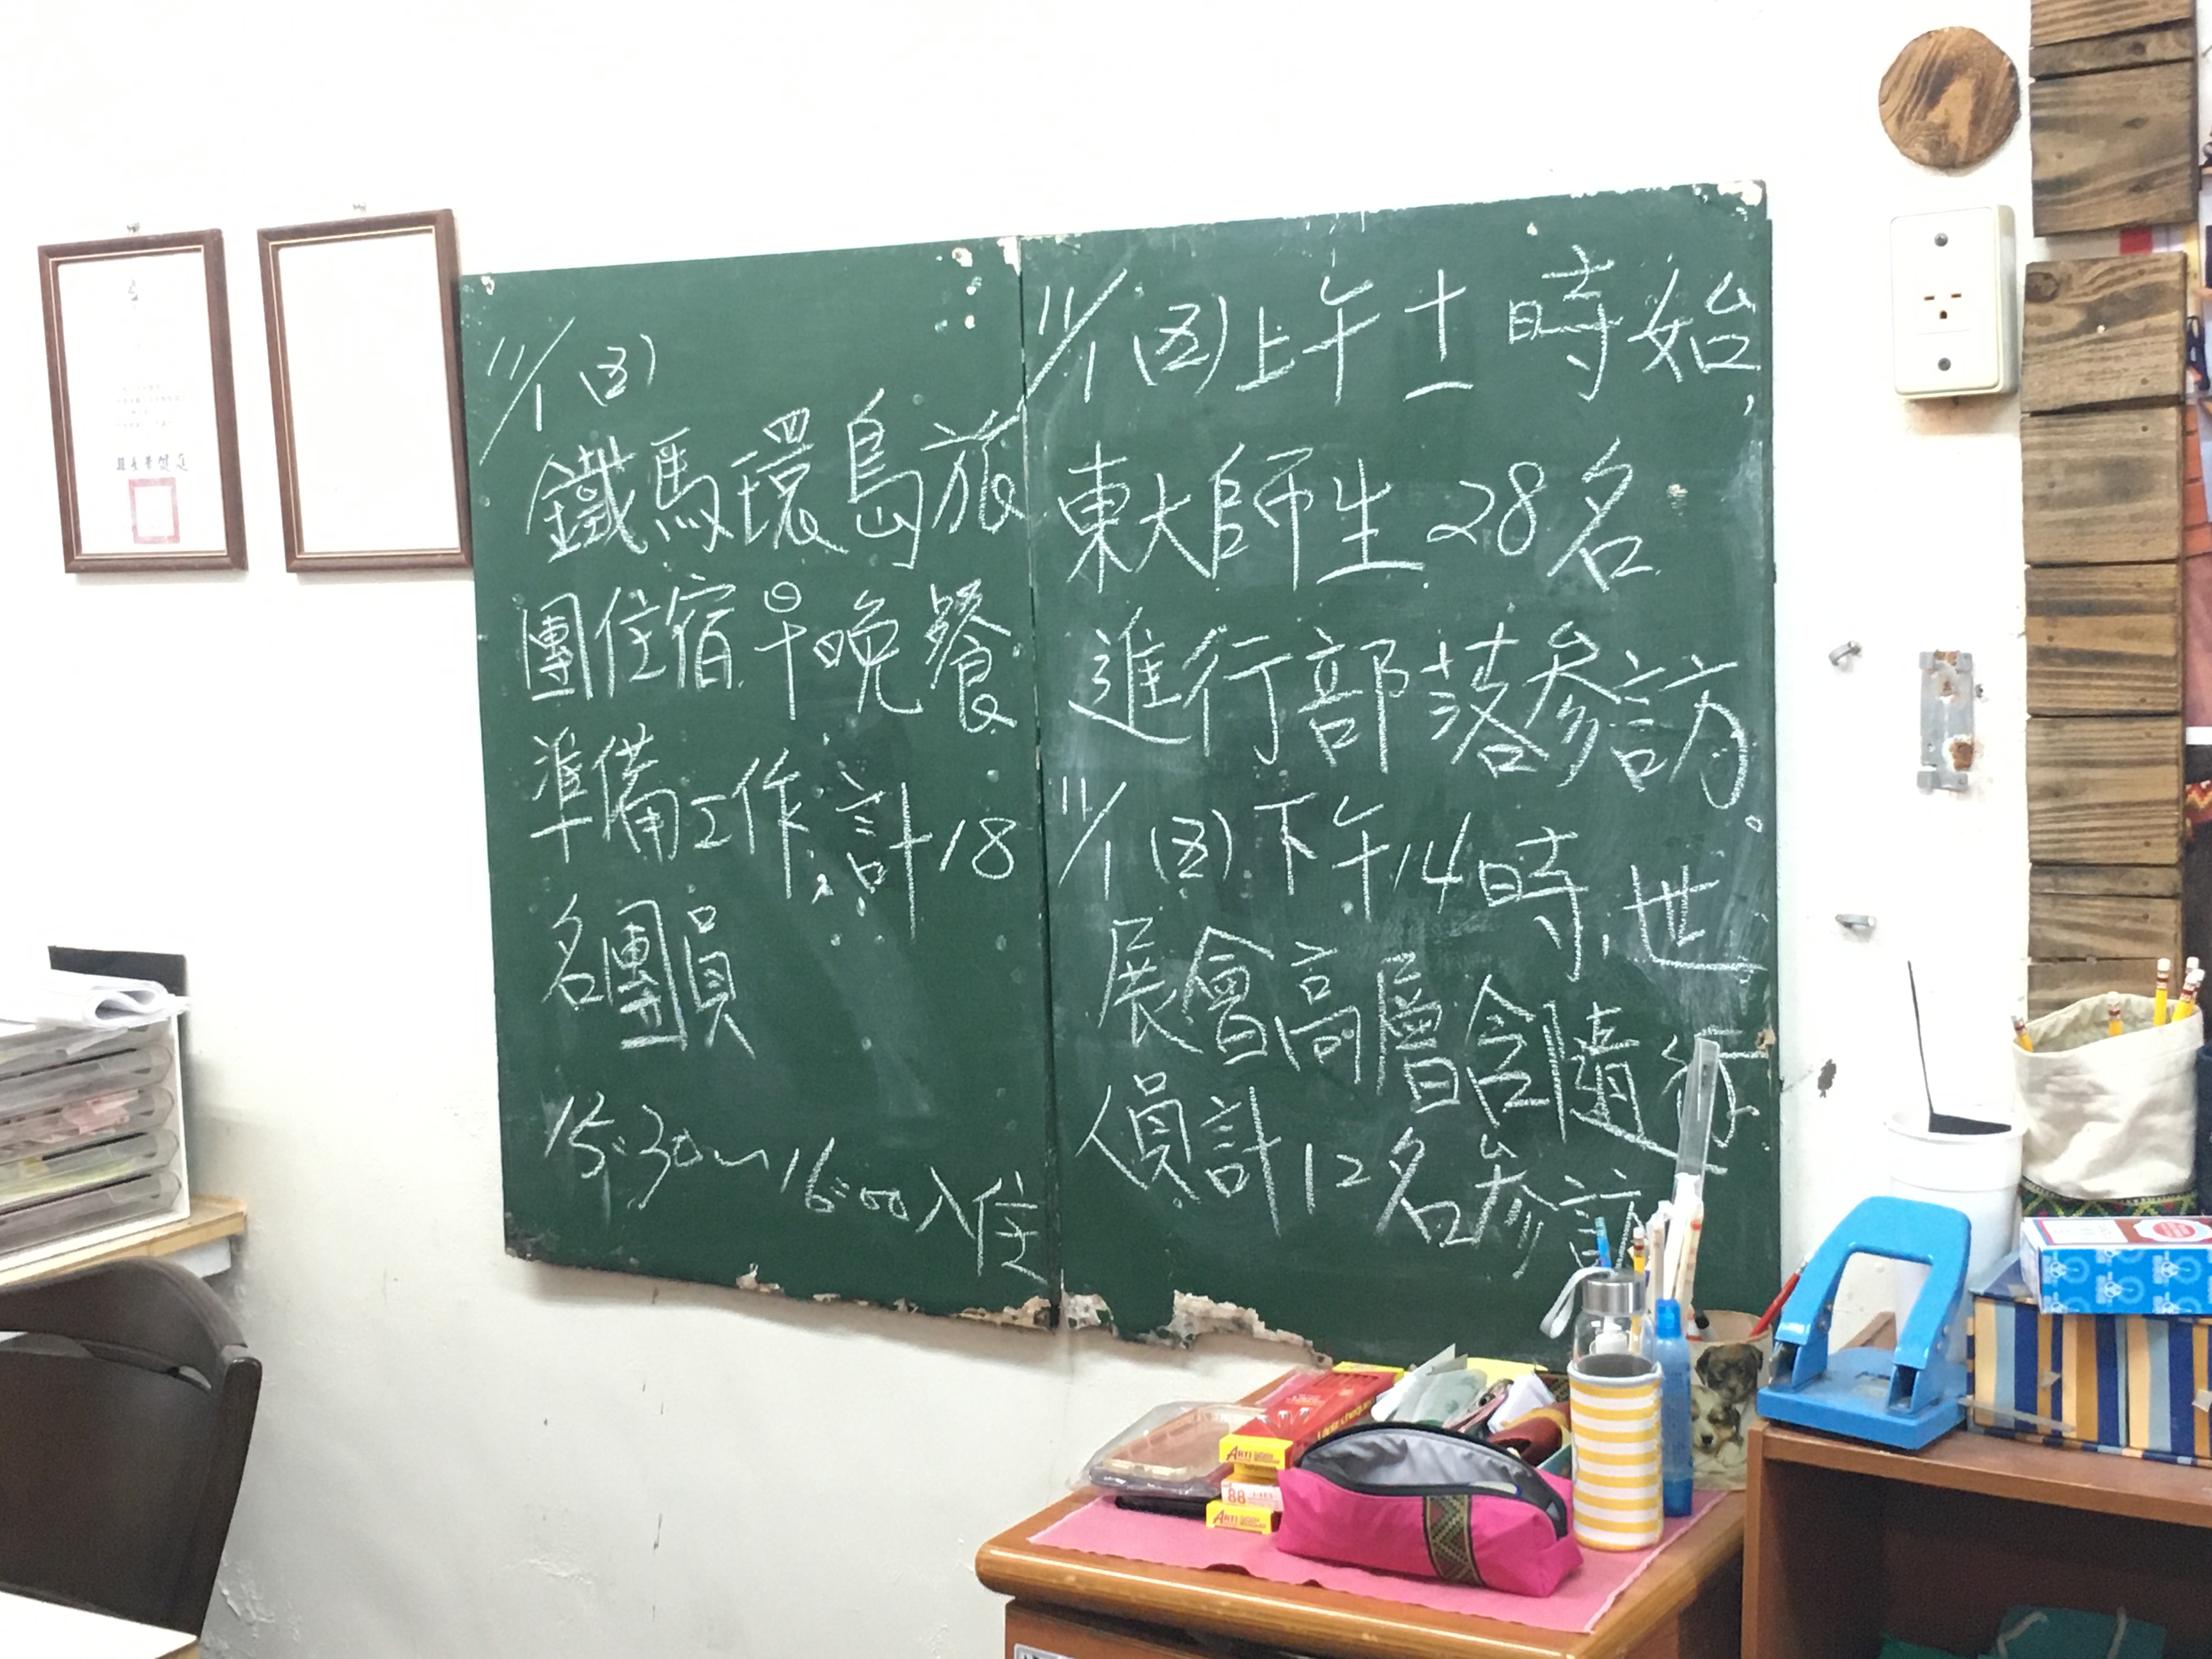 11/1 (五)
鐵馬環島旅
團住宿早晚餐
準備工作,計18
名團員
15:30~16:00入住
11/1(五)上午十一時始,
東大師生28名
進行部落參訪。
11/1(五)下午14時,世
展會高層含隨行
人員計12名參訪
ARTI
88
ARTI